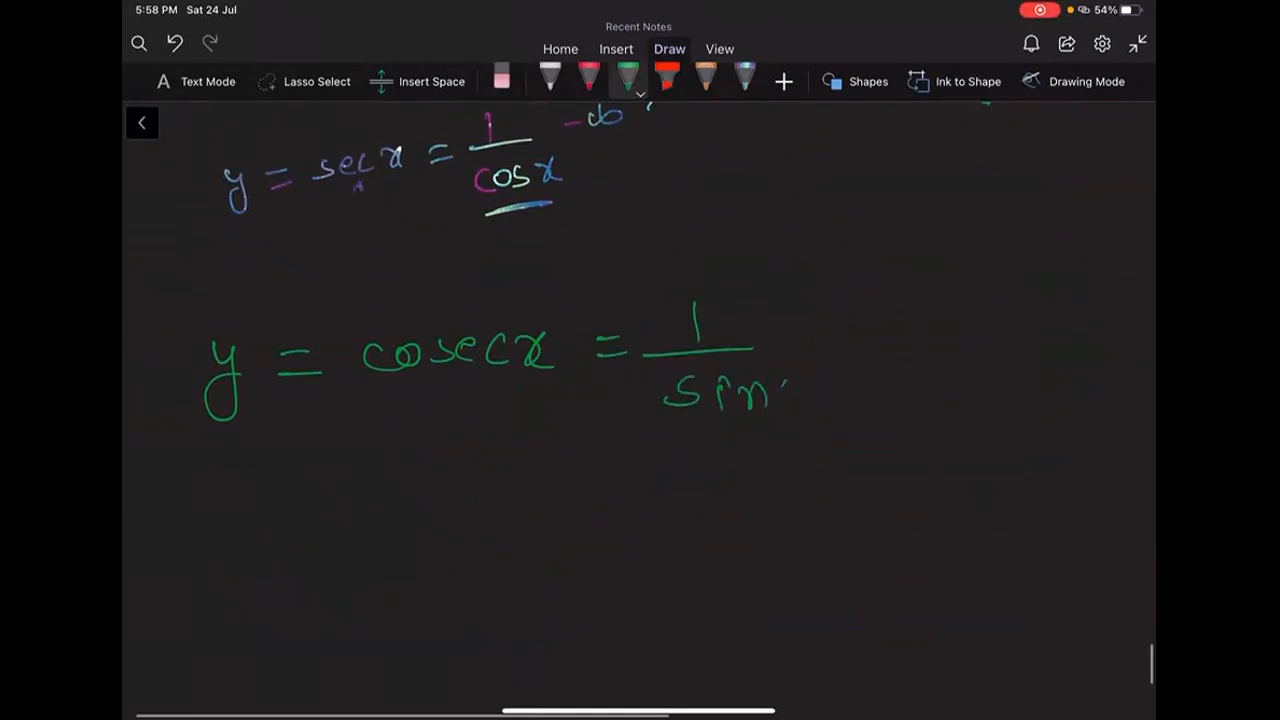 5:58 PM Sat 24 Jul 54%
Recent Notes
Home Insert Draw View
Text Mode Lasso Select Insert Space Shapes Ink to Shape Drawing Mode
-∞
y = secx = 1/cosx
y = cosecx = 1/sin